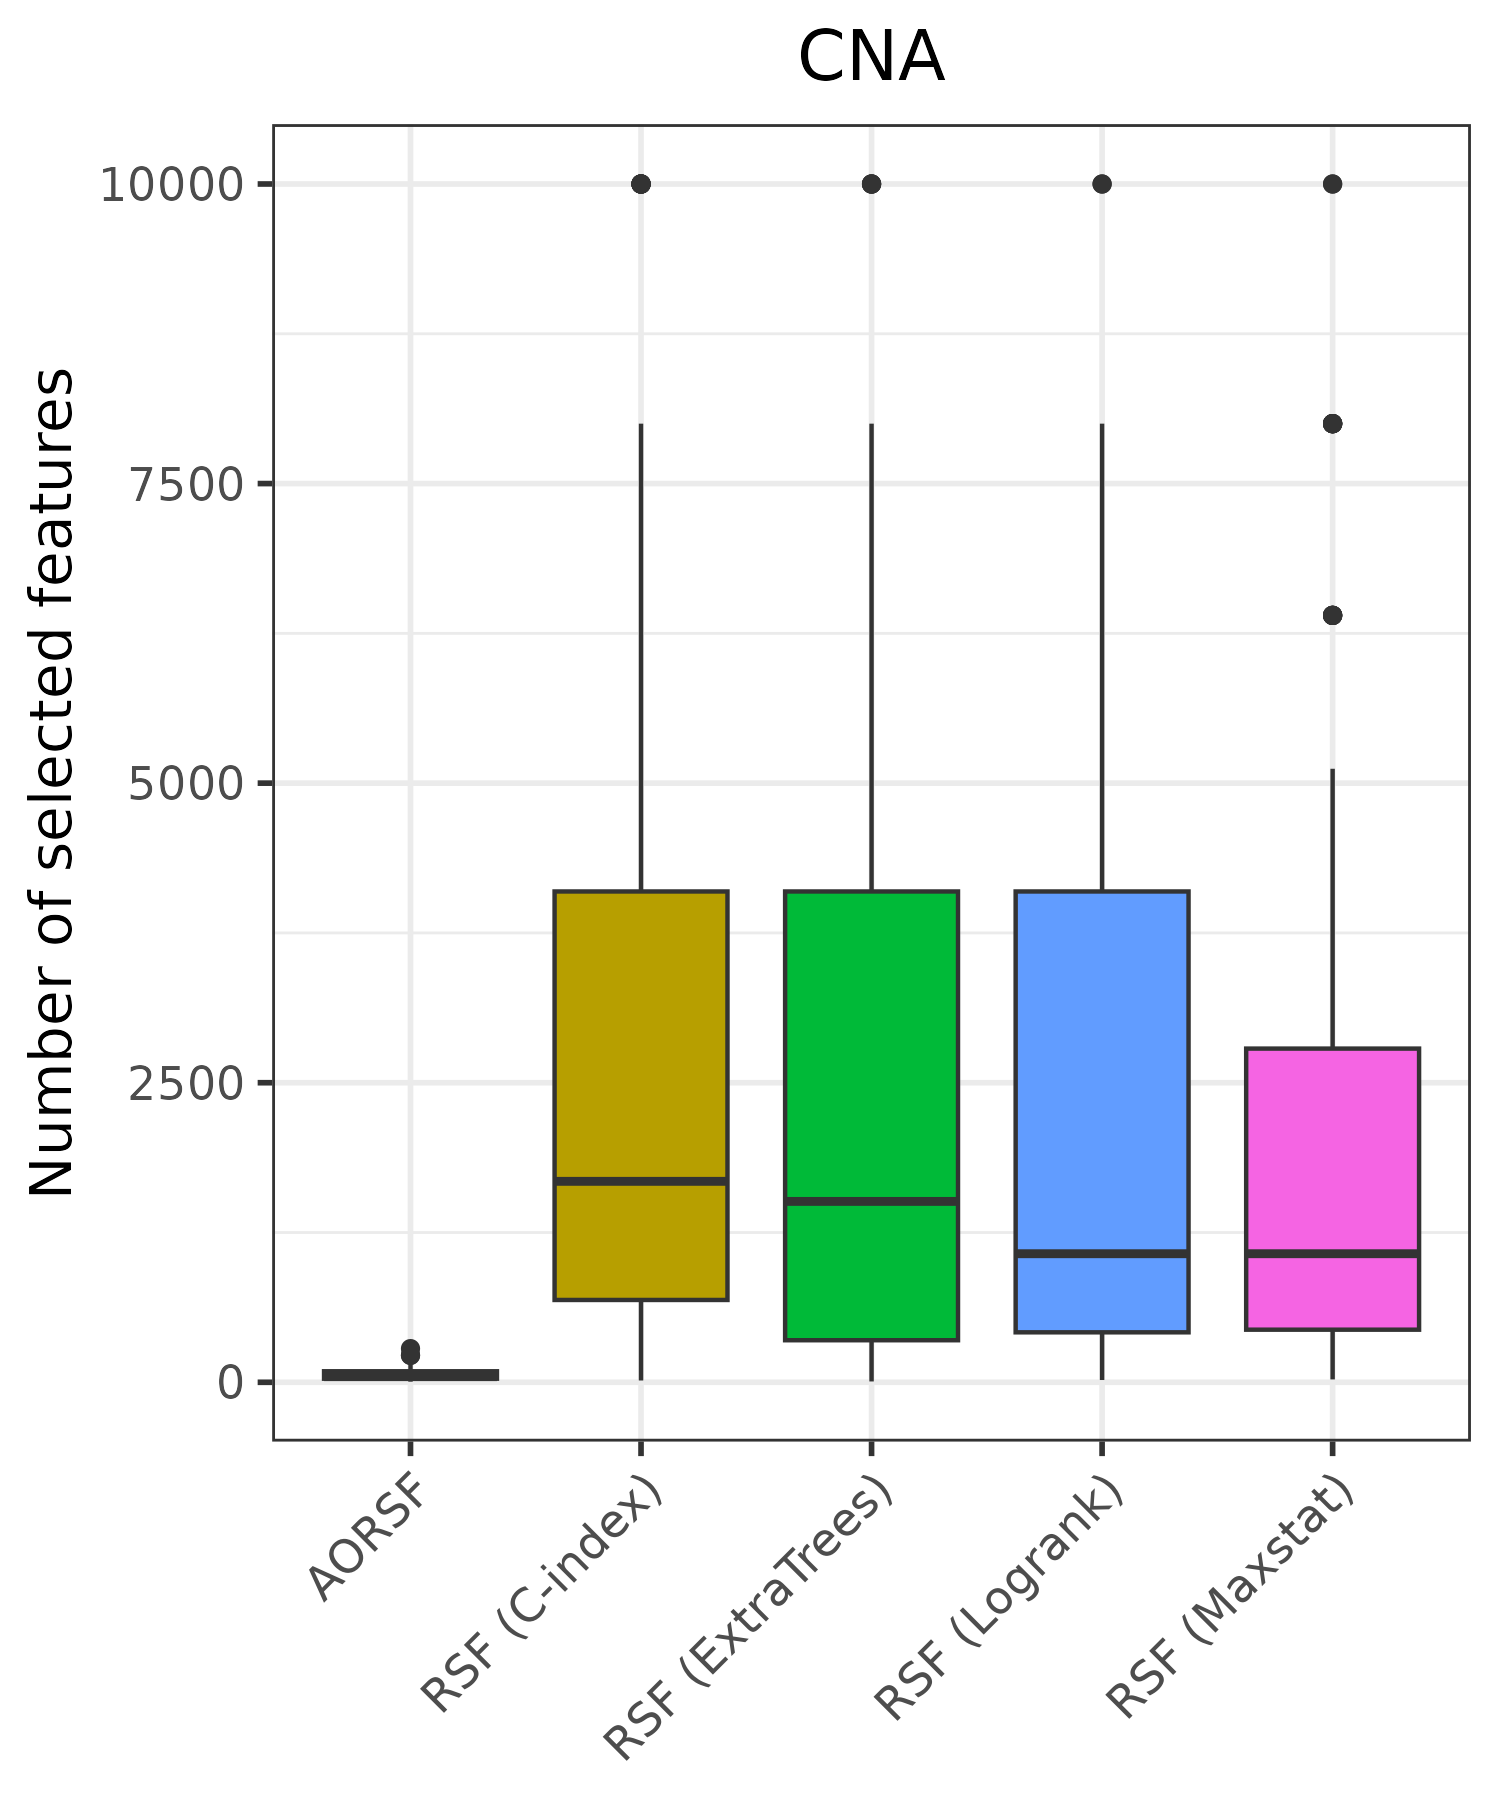 CNA
Number of selected features
10000
7500
5000
2500
0
AORSF
RSF (C-index)
RSF (ExtraTrees)
RSF (Logrank)
RSF (Maxstat)